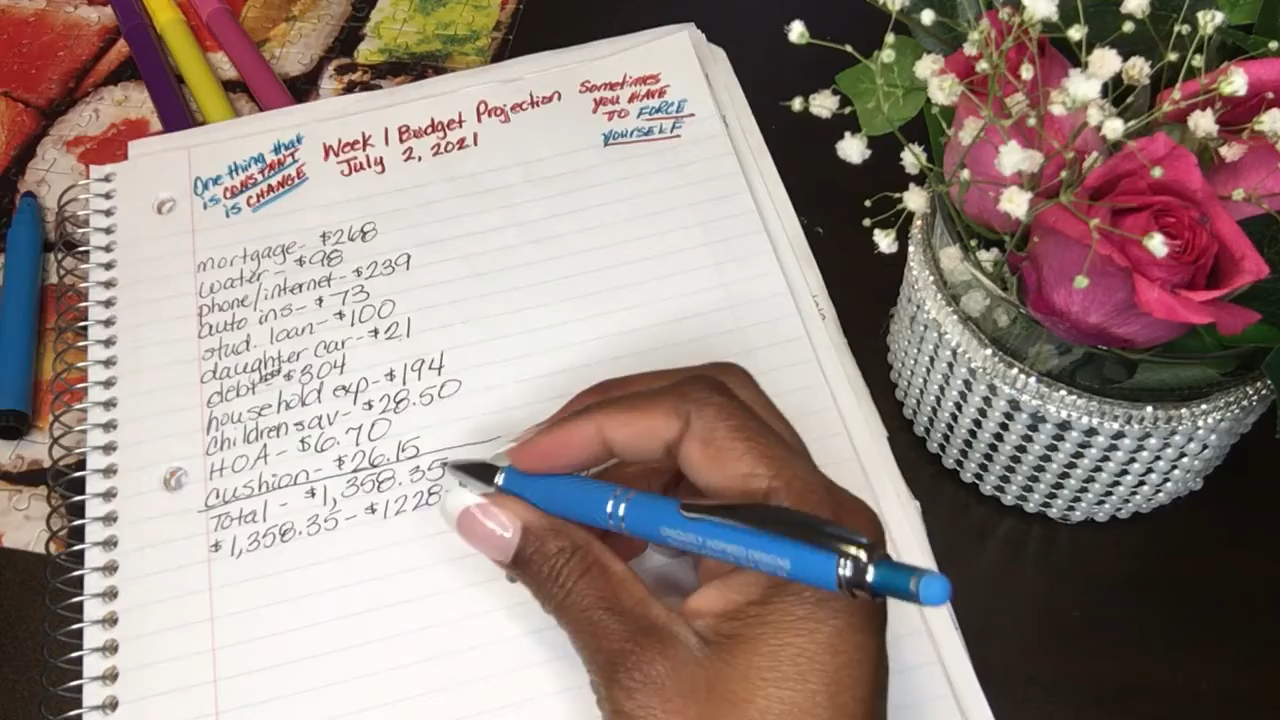 One thing that
is CONSTANT
is CHANGE
Week 1 Budget Projection
July 2, 2021
Sometimes
you HAVE
TO FORCE
YOURSELF
mortgage- $268
water- $98
phone/internet- $239
auto ins- $73
stud. loan- $100
daughter car- $21
debt- $304
household exp- $194
children sav- $28.50
HOA- $6.70
cushion- $26.15
Total - $1,358.35
$1,358.35- $1228